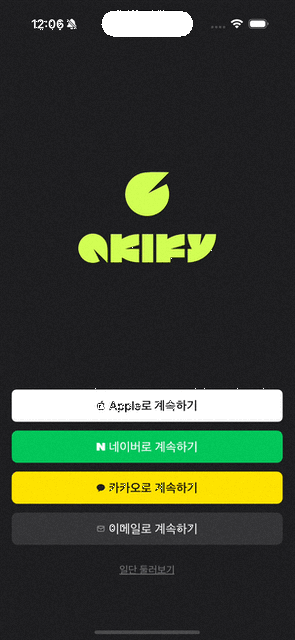 12:06
akify
Apple로 계속하기
N 네이버로 계속하기
카카오로 계속하기
이메일로 계속하기
일단 둘러보기